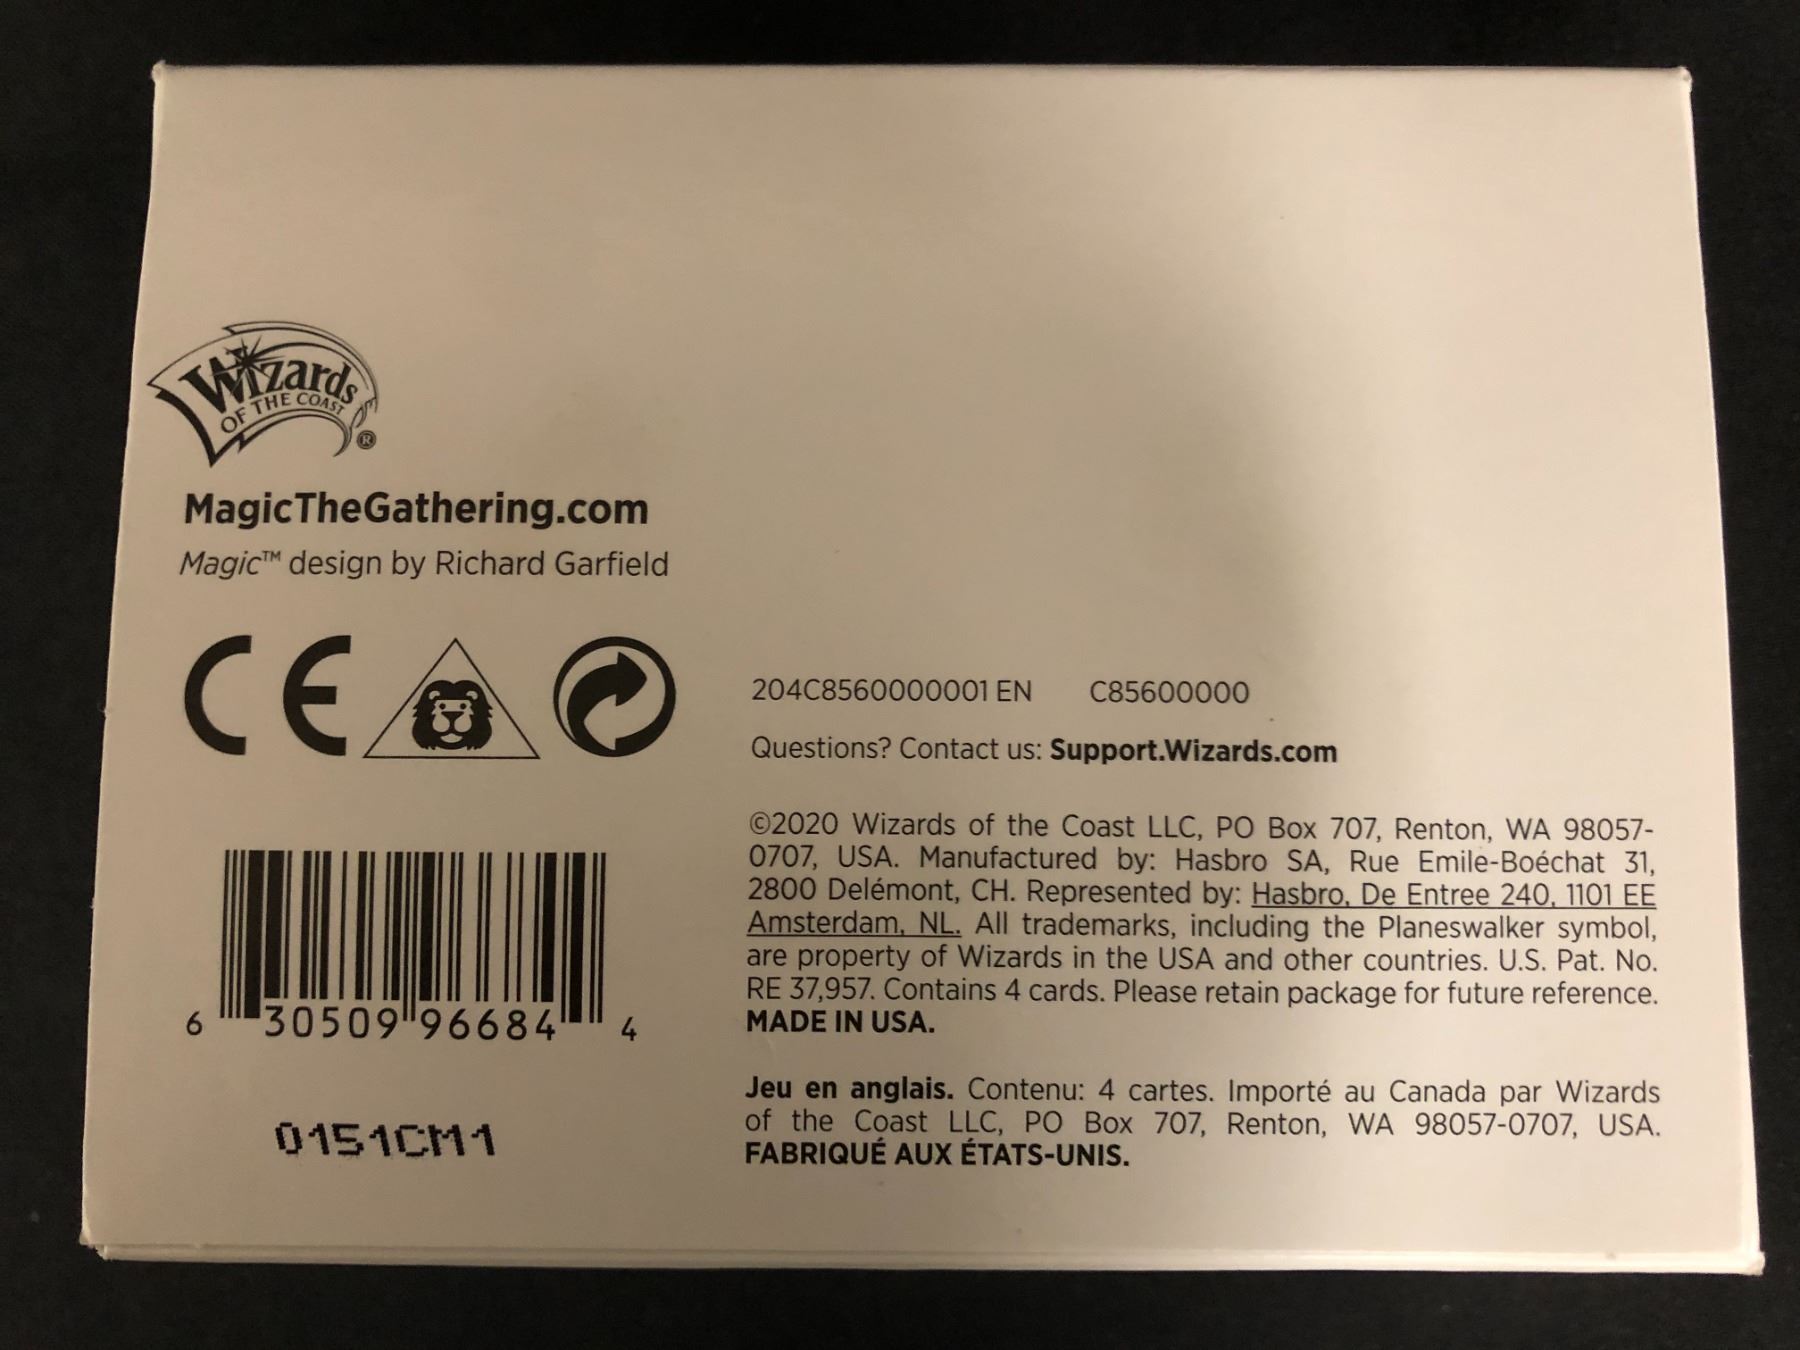 Wizards
OF THE COAST
®
MagicTheGathering.com
Magic™ design by Richard Garfield
CE
204C8560000001 EN C85600000
Questions? Contact us: Support.Wizards.com
©2020 Wizards of the Coast LLC, PO Box 707, Renton, WA 98057-
0707, USA. Manufactured by: Hasbro SA, Rue Emile-Boéchat 31,
2800 Delémont, CH. Represented by: Hasbro, De Entree 240, 1101 EE
Amsterdam, NL. All trademarks, including the Planeswalker symbol,
are property of Wizards in the USA and other countries. U.S. Pat. No.
RE 37,957. Contains 4 cards. Please retain package for future reference.
MADE IN USA.
Jeu en anglais. Contenu: 4 cartes. Importé au Canada par Wizards
of the Coast LLC, PO Box 707, Renton, WA 98057-0707, USA.
FABRIQUÉ AUX ÉTATS-UNIS.
6 30509 96684 4
0151CM1